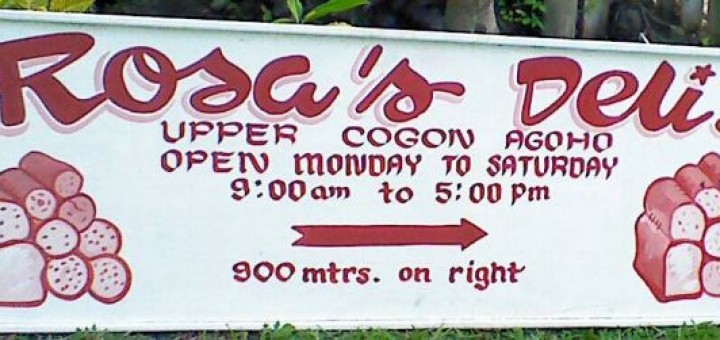 Rosa's Deli
UPPER COGON AGOHO
OPEN MONDAY TO SATURDAY
9:00am to 5:00pm
900 mtrs. on right